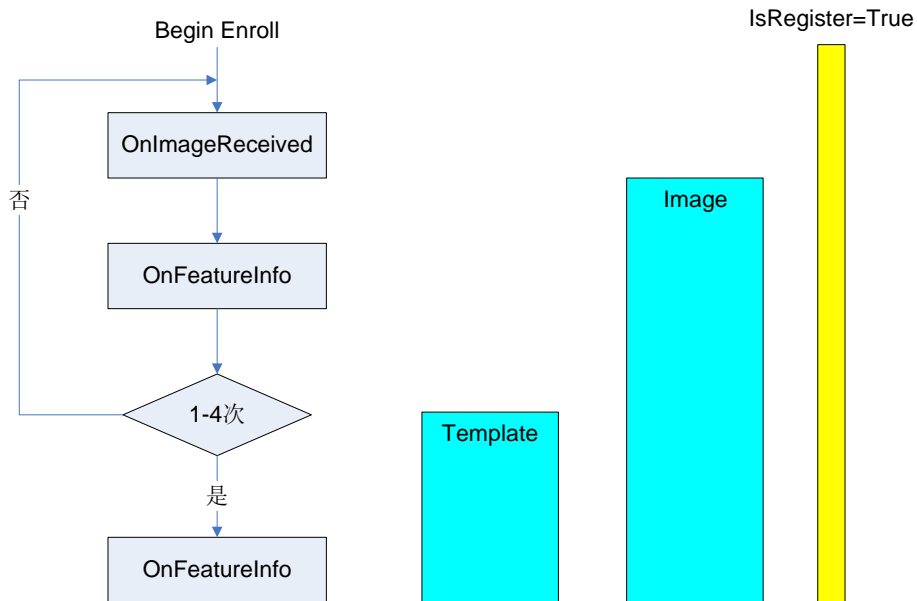 IsRegister=True
Begin Enroll
OnImageReceived
否
Image
OnFeatureInfo
1-4次
Template
是
OnFeatureInfo